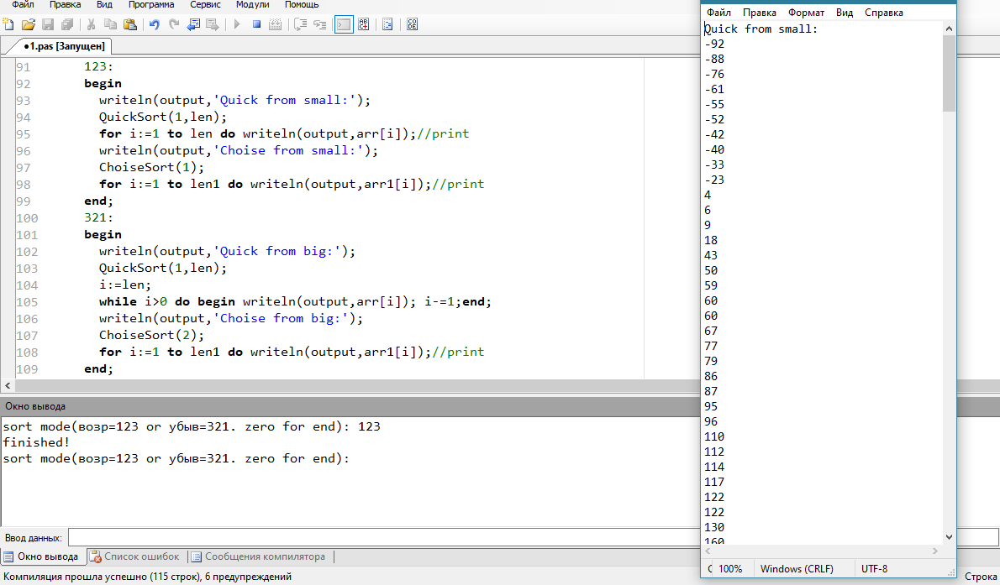 Файл Правка Вид Программа Сервис Модули Помощь
•1.pas [Запущен]
91 123:
92 begin
93 writeln(output,'Quick from small:');
94 QuickSort(1,len);
95 for i:=1 to len do writeln(output,arr[i]);//print
96 writeln(output,'Choise from small:');
97 ChoiseSort(1);
98 for i:=1 to len1 do writeln(output,arr1[i]);//print
99 end;
100 321:
101 begin
102 writeln(output,'Quick from big:');
103 QuickSort(1,len);
104 i:=len;
105 while i>0 do begin writeln(output,arr[i]); i-=1;end;
106 writeln(output,'Choise from big:');
107 ChoiseSort(2);
108 for i:=1 to len1 do writeln(output,arr1[i]);//print
109 end;
Окно вывода
sort mode(возр=123 or убыв=321. zero for end): 123
finished!
sort mode(возр=123 or убыв=321. zero for end):
Ввод данных:
Окно вывода Список ошибок Сообщения компилятора
Компиляция прошла успешно (115 строк), 6 предупреждений
Файл Правка Формат Вид Справка
Quick from small:
-92
-88
-76
-61
-55
-52
-42
-40
-33
-23
4
6
9
18
43
50
59
60
60
67
77
79
86
87
95
96
110
112
114
117
122
122
130
160
100% Windows (CRLF) UTF-8
Строка